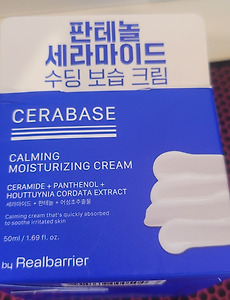 판테놀
세라마이드
수딩 보습 크림
CERABASE
CALMING
MOISTURIZING CREAM
CERAMIDE + PANTHENOL +
HOUTTUYNIA CORDATA EXTRACT
세라마이드 + 판테놀 + 어성초추출물
Calming cream that's quickly absorbed
to soothe irritated skin
50ml / 1.69 fl. oz.
by Realbarrier